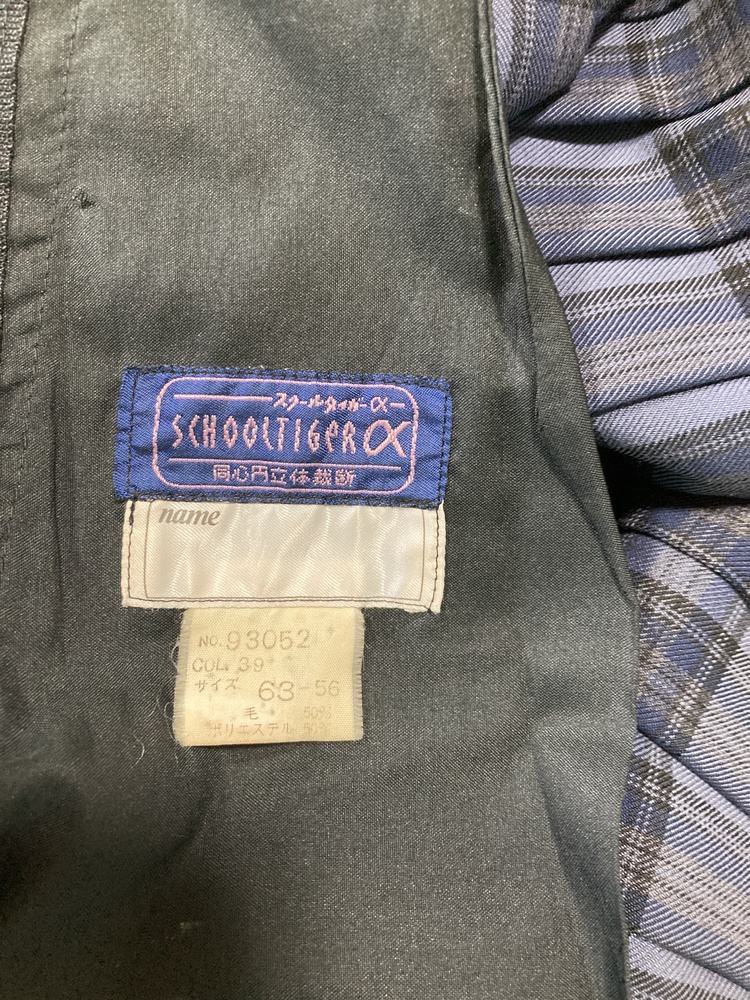 スクールタイガーα
SCHOOLTIGERα
同心円立体裁断
name
NO. 93052
COL. 39
サイズ 63-56
毛 50%
ポリエステル 50%